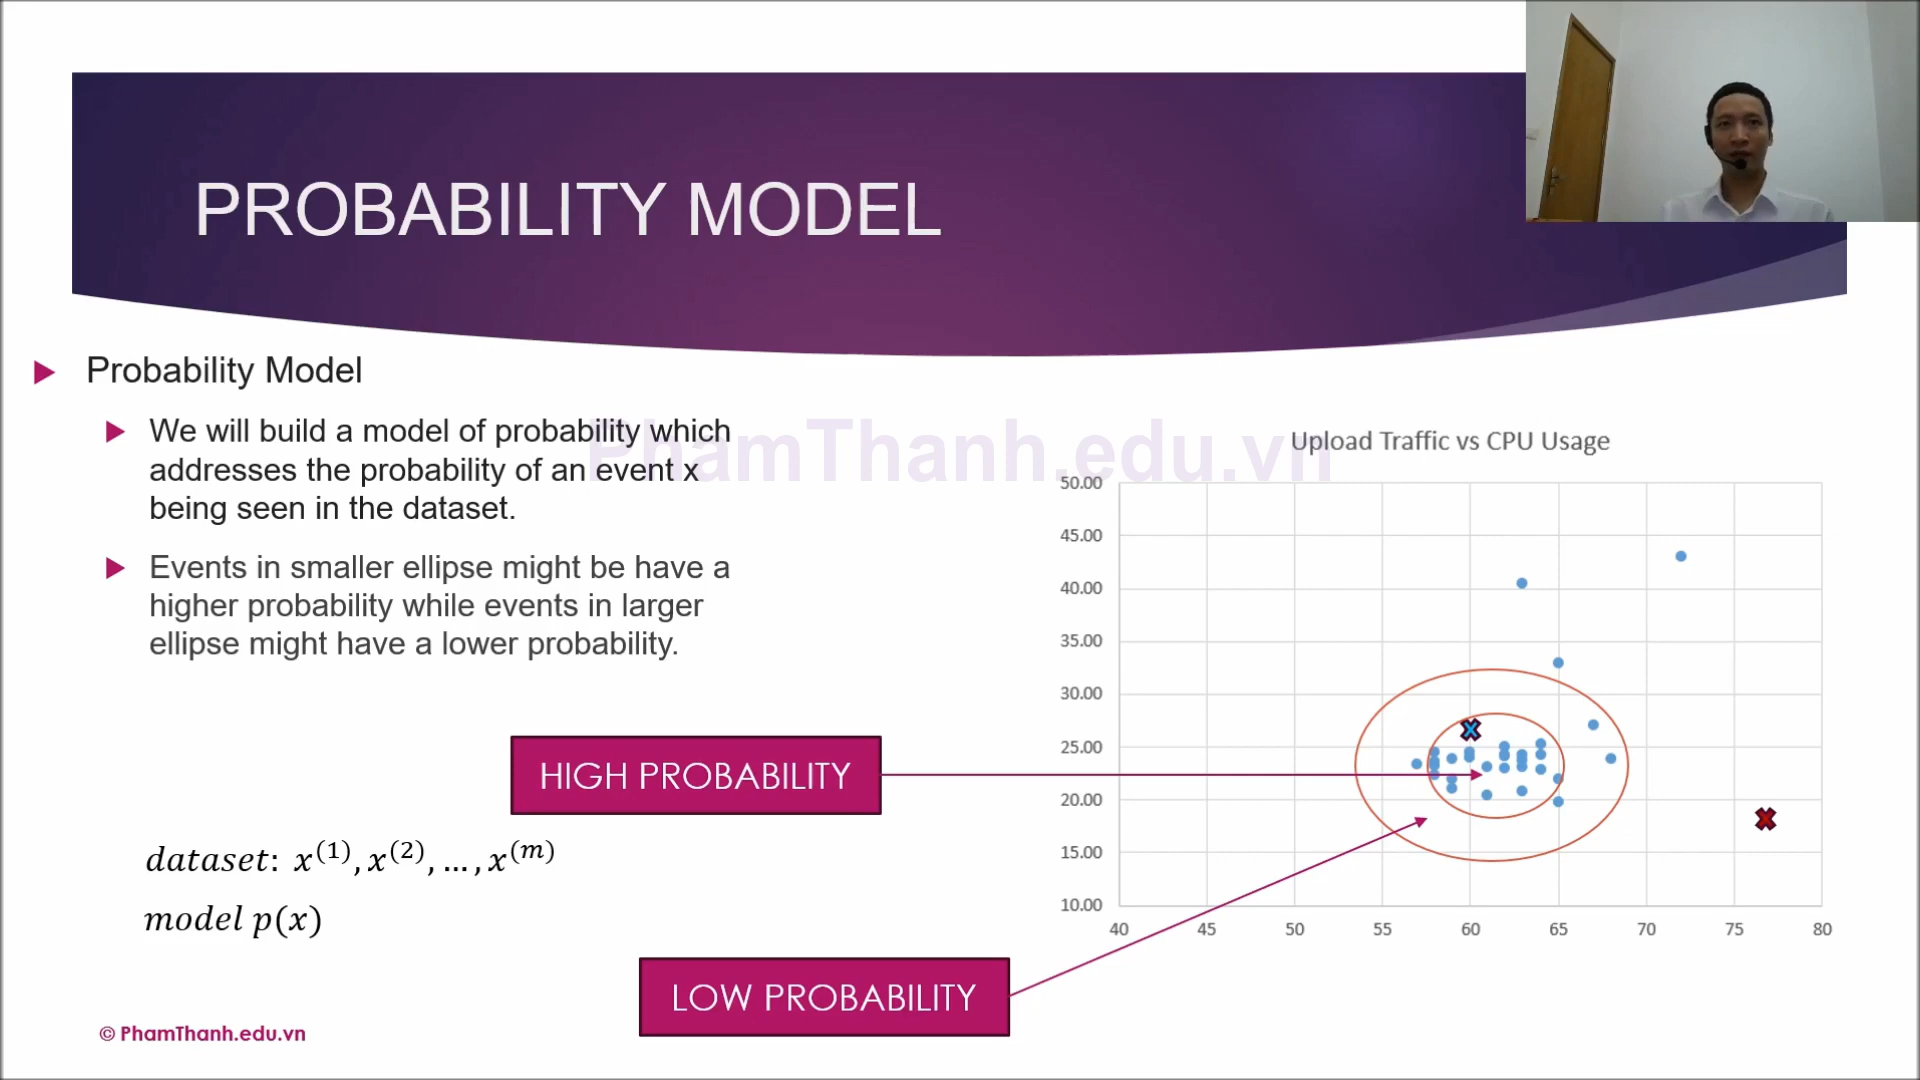 PROBABILITY MODEL
Probability Model
We will build a model of probability which
addresses the probability of an event x
being seen in the dataset.
Events in smaller ellipse might be have a
higher probability while events in larger
ellipse might have a lower probability.
PhamThanh.edu.vn
Upload Traffic vs CPU Usage
50.00
45.00
40.00
35.00
30.00
25.00
20.00
15.00
10.00
40 45 50 55 60 65 70 75 80
HIGH PROBABILITY
dataset: x⁽¹⁾, x⁽²⁾, ..., x⁽ᵐ⁾
model p(x)
LOW PROBABILITY
© PhamThanh.edu.vn